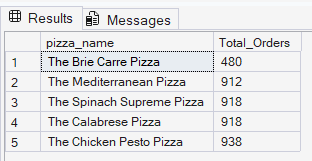 Results Messages
pizza_name Total_Orders
1 The Brie Carre Pizza 480
2 The Mediterranean Pizza 912
3 The Spinach Supreme Pizza 918
4 The Calabrese Pizza 918
5 The Chicken Pesto Pizza 938